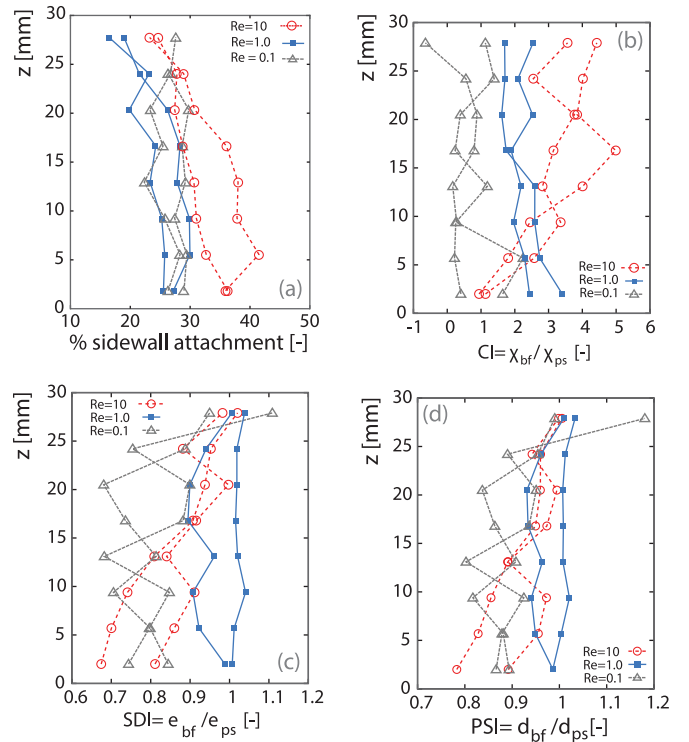 30
25
20
15
10
5
0
z [mm]
Re=10
Re=1.0
Re = 0.1
(a)
10 20 30 40 50
% sidewall attachment [-]
30
25
20
15
10
5
0
z [mm]
(b)
Re=10
Re=1.0
Re=0.1
-1 0 1 2 3 4 5 6
CI= χbf/χps [-]
30
25
20
15
10
5
0
z [mm]
Re=10
Re=1.0
Re=0.1
(c)
0.6 0.7 0.8 0.9 1 1.1 1.2
SDI= ebf/eps [-]
30
25
20
15
10
5
0
z [mm]
(d)
Re=10
Re=1.0
Re=0.1
0.7 0.8 0.9 1 1.1 1.2
PSI= dbf/dps[-]